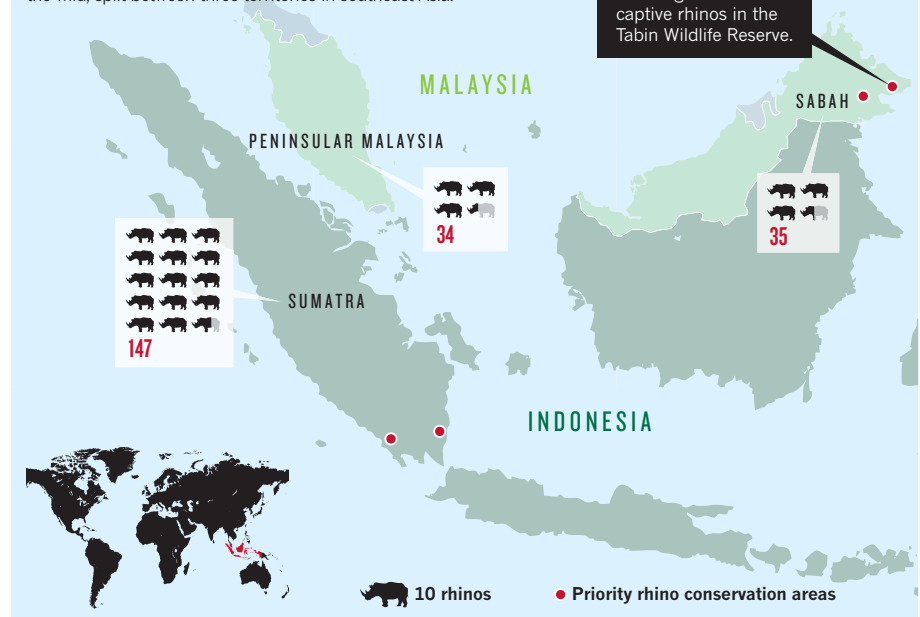 captive rhinos in the
Tabin Wildlife Reserve.
MALAYSIA
SABAH
PENINSULAR MALAYSIA
34
35
SUMATRA
147
INDONESIA
10 rhinos
Priority rhino conservation areas